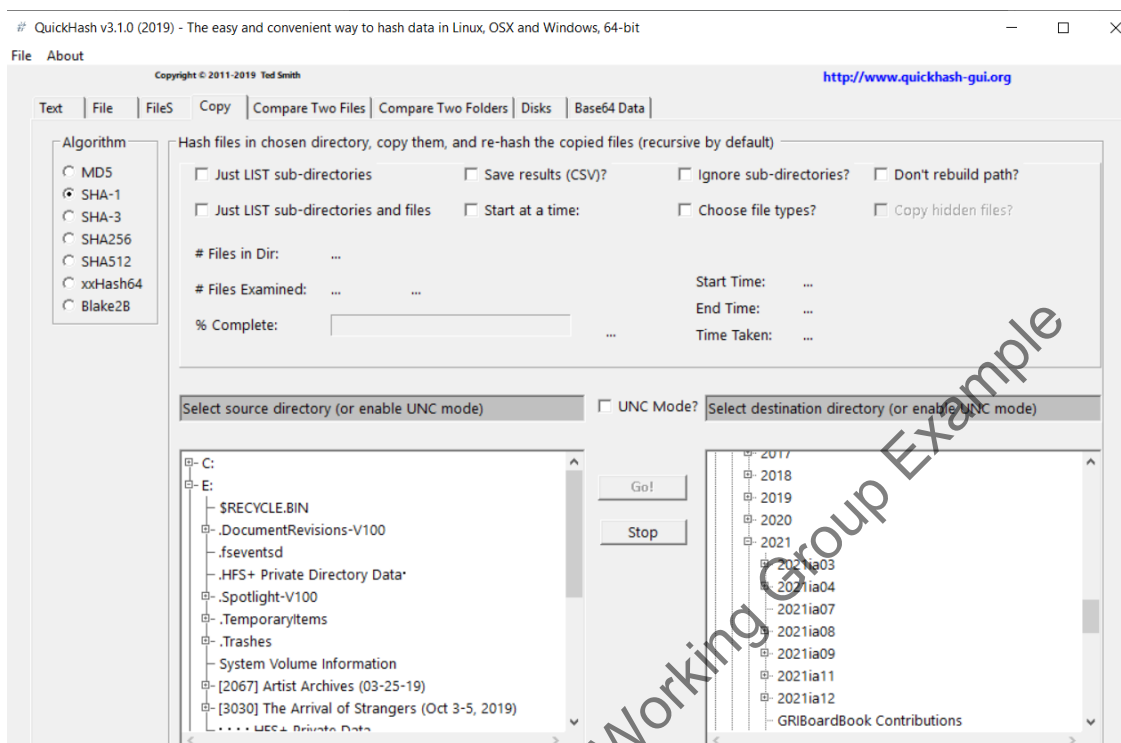 # QuickHash v3.1.0 (2019) - The easy and convenient way to hash data in Linux, OSX and Windows, 64-bit
File About
Copyright © 2011-2019 Ted Smith
http://www.quickhash-gui.org
Text File FileS Copy Compare Two Files Compare Two Folders Disks Base64 Data
Algorithm
MD5
SHA-1
SHA-3
SHA256
SHA512
xxHash64
Blake2B
Hash files in chosen directory, copy them, and re-hash the copied files (recursive by default)
Just LIST sub-directories Save results (CSV)? Ignore sub-directories? Don't rebuild path?
Just LIST sub-directories and files Start at a time: Choose file types? Copy hidden files?
# Files in Dir: ...
# Files Examined: ... ...
% Complete: ...
Start Time: ...
End Time: ...
Time Taken: ...
Select source directory (or enable UNC mode)
UNC Mode?
Select destination directory (or enable UNC mode)
C:
E:
$RECYCLE.BIN
.DocumentRevisions-V100
.fseventsd
.HFS+ Private Directory Data
.Spotlight-V100
.TemporaryItems
.Trashes
System Volume Information
[2067] Artist Archives (03-25-19)
[3030] The Arrival of Strangers (Oct 3-5, 2019)
HFS+ Private Data
Go!
Stop
2017
2018
2019
2020
2021
2021ia03
2021ia04
2021ia07
2021ia08
2021ia09
2021ia11
2021ia12
GRIBoardBook Contributions
Working Group Example